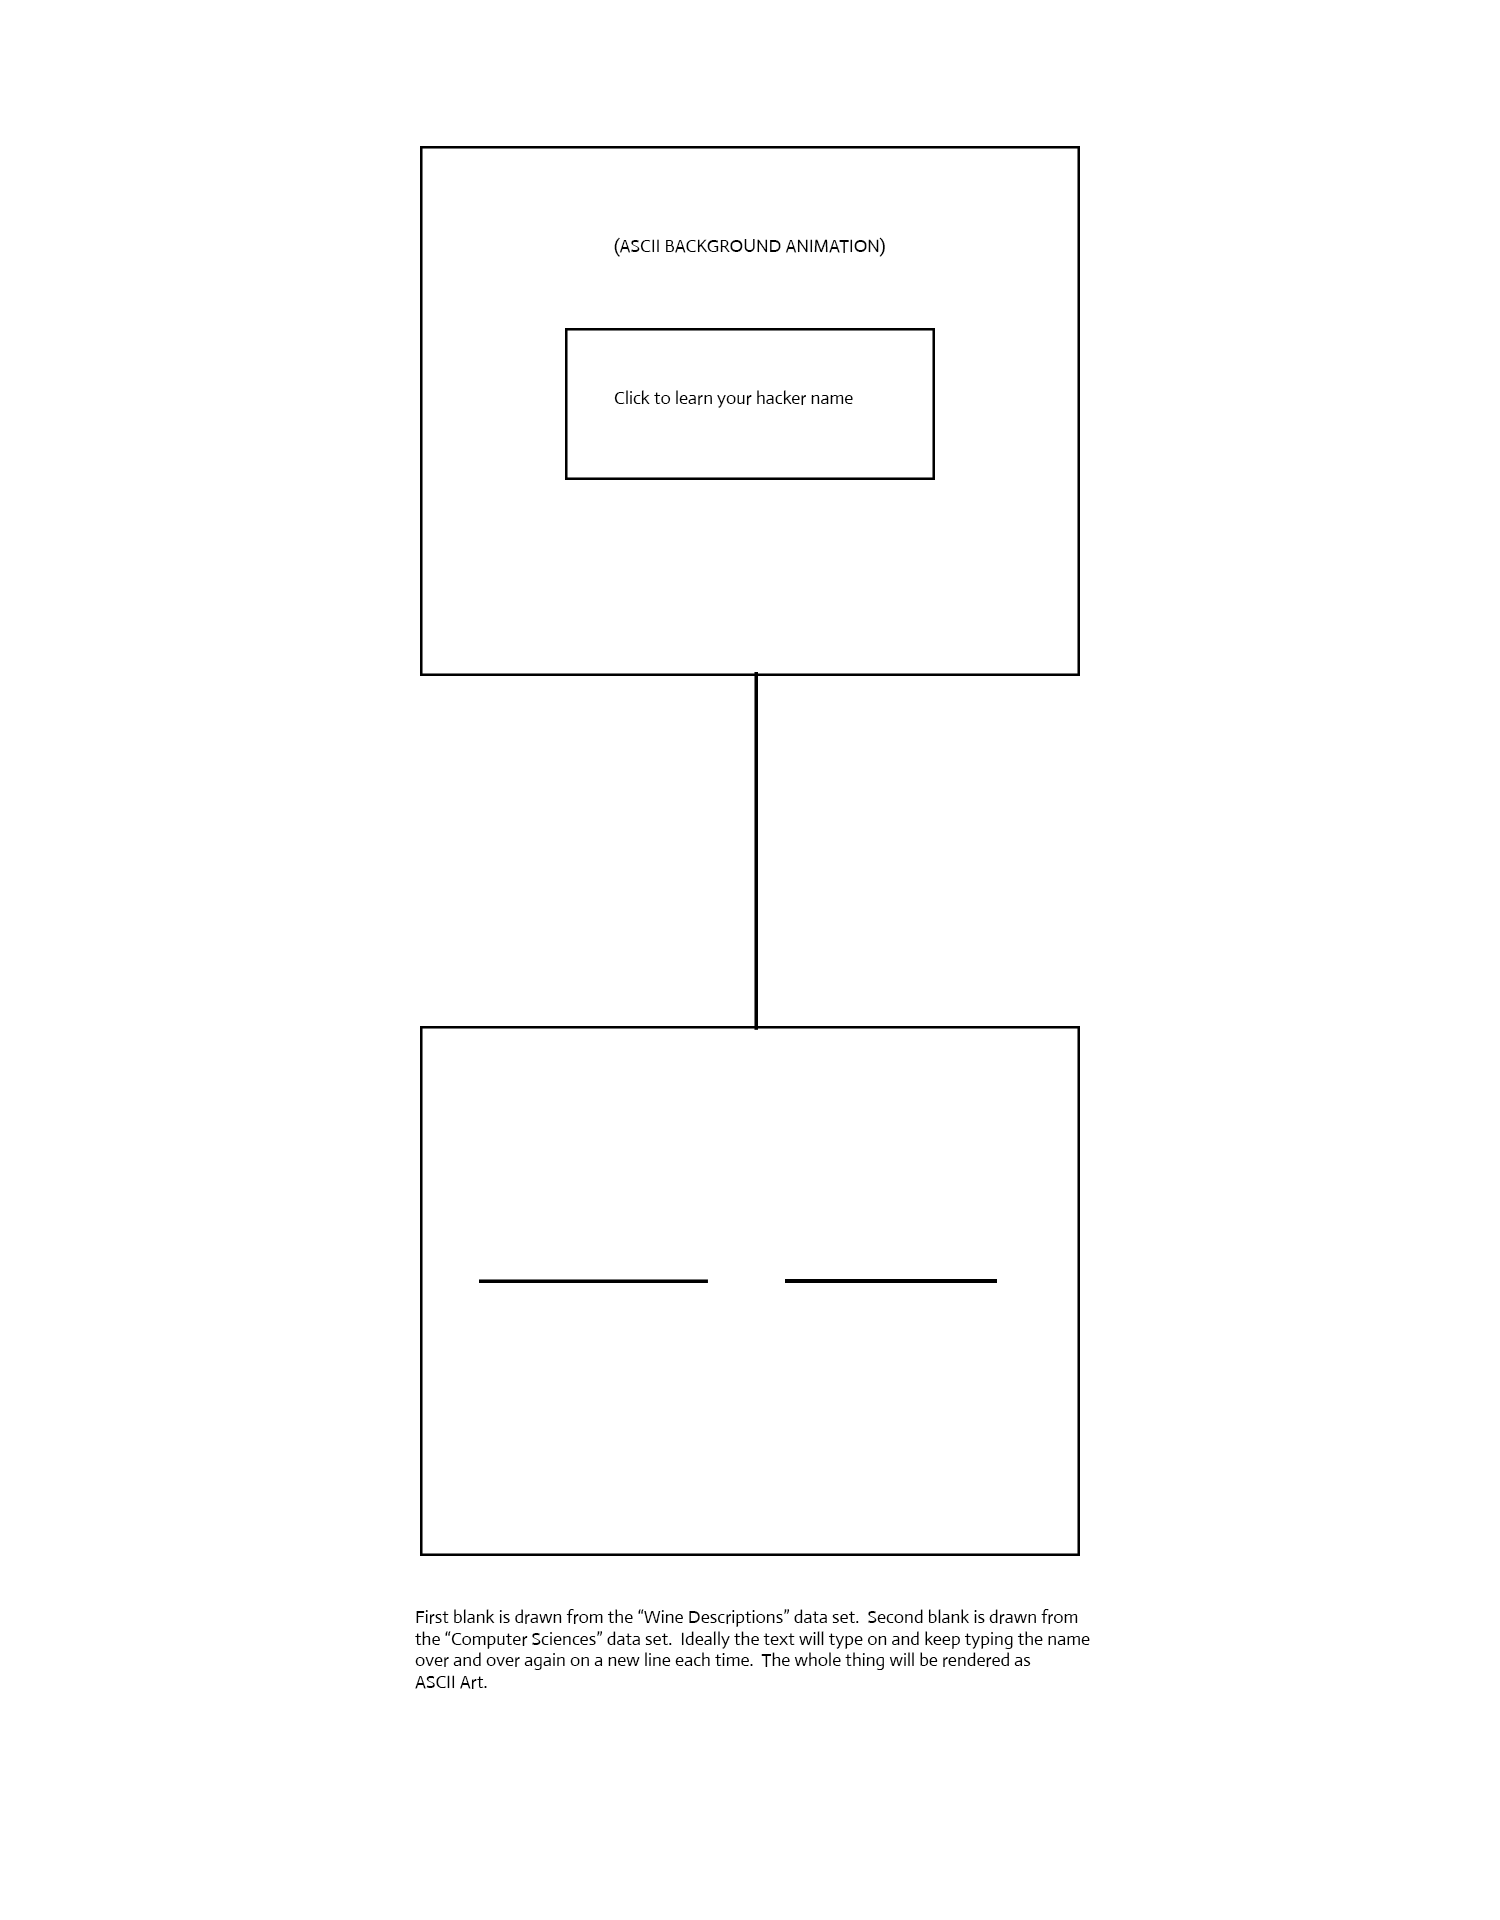 (ASCII BACKGROUND ANIMATION)
Click to learn your hacker name
First blank is drawn from the “Wine Descriptions” data set.  Second blank is drawn from
the “Computer Sciences” data set.  Ideally the text will type on and keep typing the name
over and over again on a new line each time.  The whole thing will be rendered as
ASCII Art.